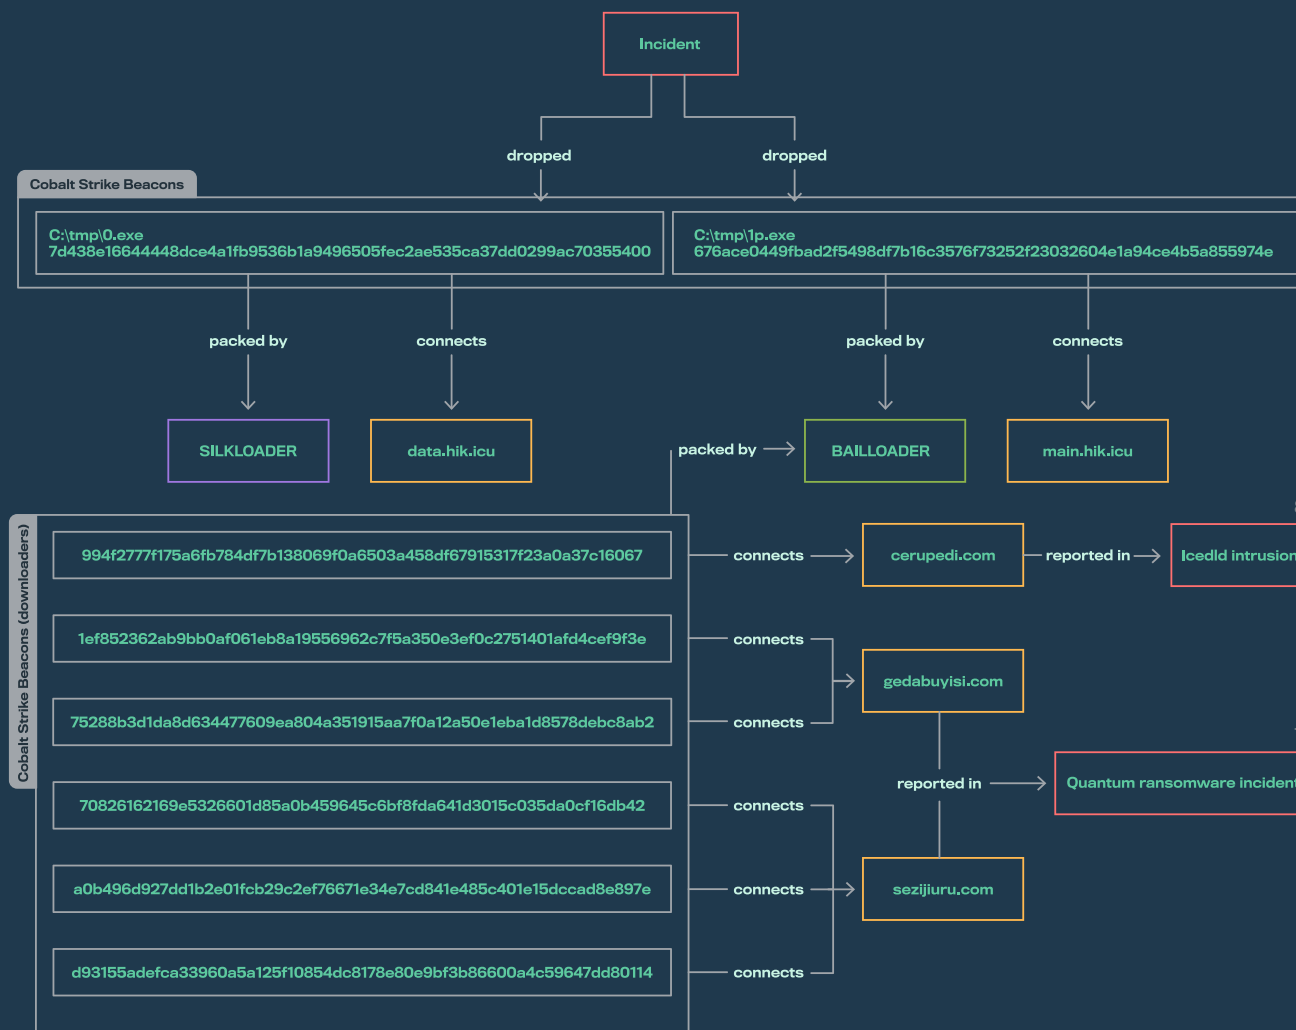 Incident
dropped
dropped
Cobalt Strike Beacons
C:\tmp\0.exe
7d438e16644448dce4a1fb9536b1a9496505fec2ae535ca37dd0299ac70355400
C:\tmp\1p.exe
676ace0449fbad2f5498df7b16c3576f73252f23032604e1a94ce4b5a855974e
packed by
connects
packed by
connects
SILKLOADER
data.hik.icu
packed by
BAILLOADER
main.hik.icu
Cobalt Strike Beacons (downloaders)
994f2777f175a6fb784df7b138069f0a6503a458df67915317f23a0a37c16067
connects
cerupedi.com
reported in
IcedId intrusion
1ef852362ab9bb0af061eb8a19556962c7f5a350e3ef0c2751401afd4cef9f3e
connects
gedabuyisi.com
75288b3d1da8d634477609ea804a351915aa7f0a12a50e1eba1d8578debc8ab2
connects
reported in
Quantum ransomware incident
70826162169e5326601d85a0b459645c6bf8fda641d3015c035da0cf16db42
connects
a0b496d927dd1b2e01fcb29c2ef76671e34e7cd841e485c401e15dccad8e897e
connects
sezijiuru.com
d93155adefca33960a5a125f10854dc8178e80e9bf3b86600a4c59647dd80114
connects